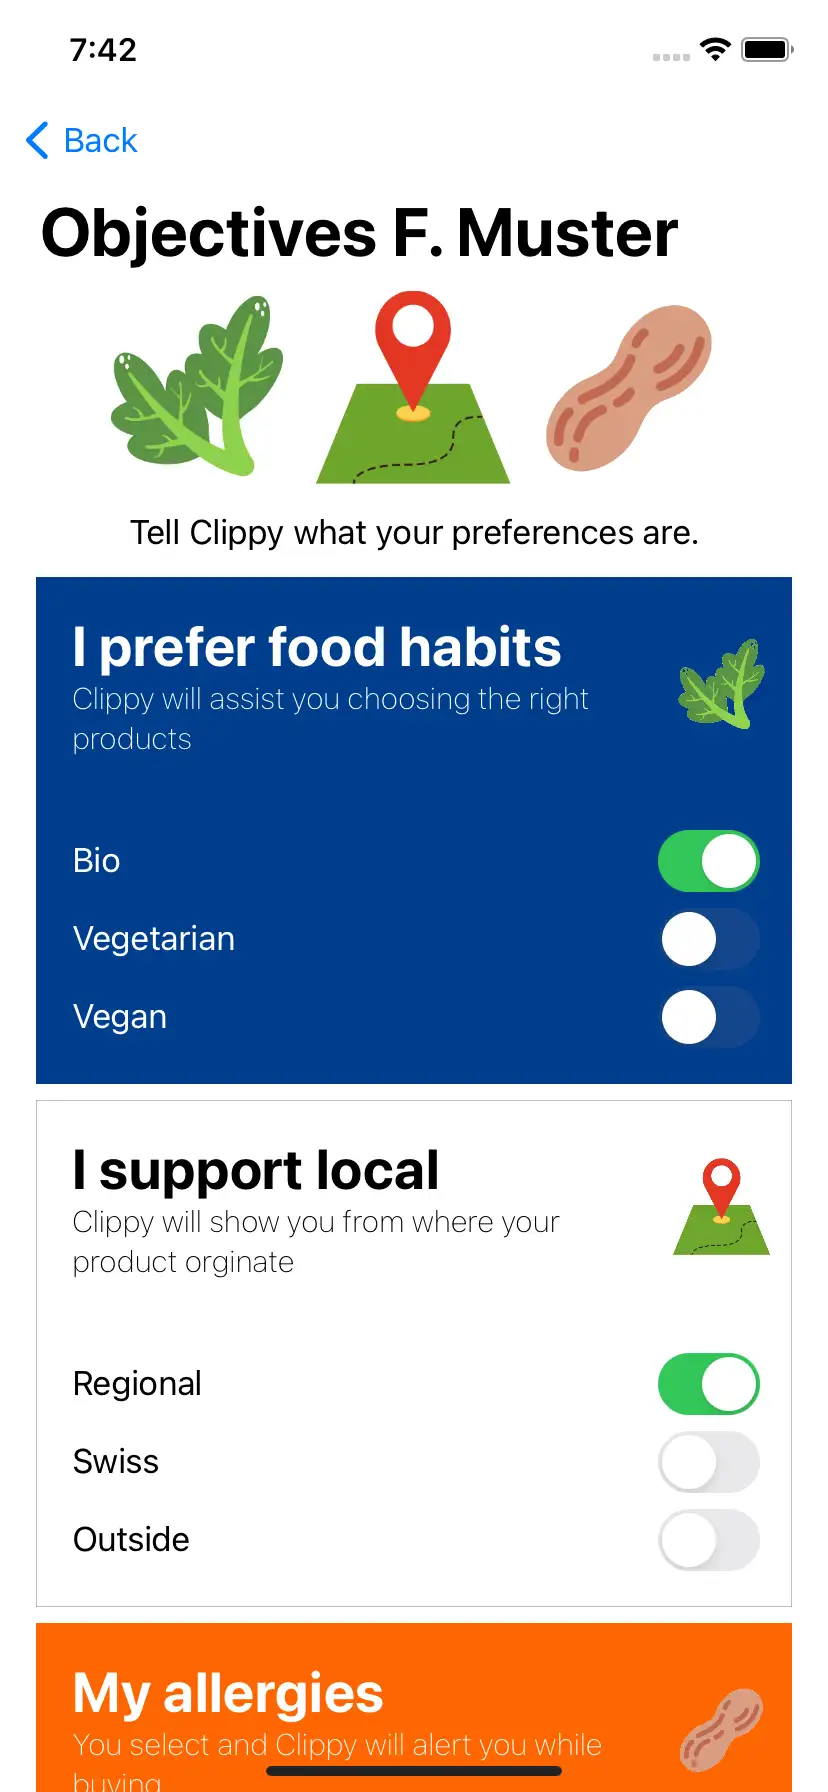 7:42
Back
Objectives F. Muster
Tell Clippy what your preferences are.
I prefer food habits
Clippy will assist you choosing the right
products
Bio
Vegetarian
Vegan
I support local
Clippy will show you from where your
product orginate
Regional
Swiss
Outside
My allergies
You select and Clippy will alert you while
buying